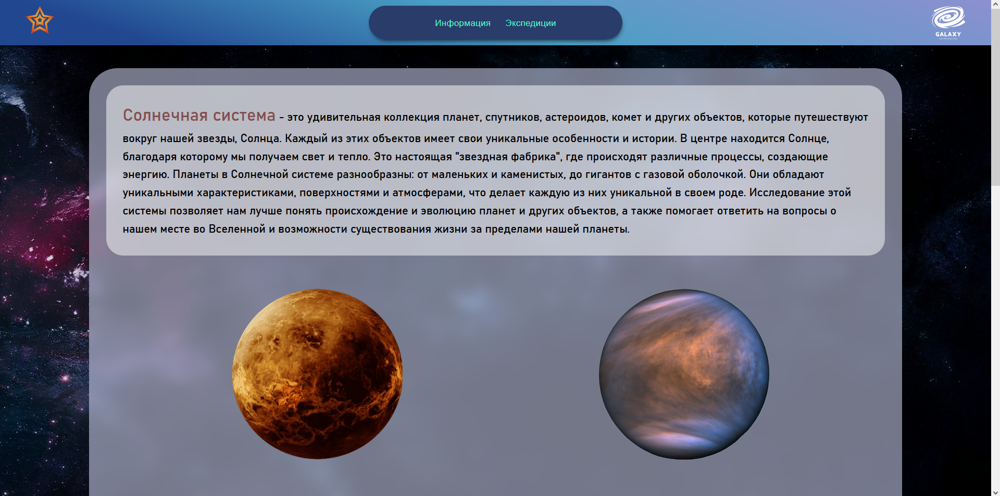 Информация Экспедиции
GALAXY
Солнечная система - это удивительная коллекция планет, спутников, астероидов, комет и других объектов, которые путешествуют
вокруг нашей звезды, Солнца. Каждый из этих объектов имеет свои уникальные особенности и истории. В центре находится Солнце,
благодаря которому мы получаем свет и тепло. Это настоящая "звездная фабрика", где происходят различные процессы, создающие
энергию. Планеты в Солнечной системе разнообразны: от маленьких и каменистых, до гигантов с газовой оболочкой. Они обладают
уникальными характеристиками, поверхностями и атмосферами, что делает каждую из них уникальной в своем роде. Исследование этой
системы позволяет нам лучше понять происхождение и эволюцию планет и других объектов, а также помогает ответить на вопросы о
нашем месте во Вселенной и возможности существования жизни за пределами нашей планеты.